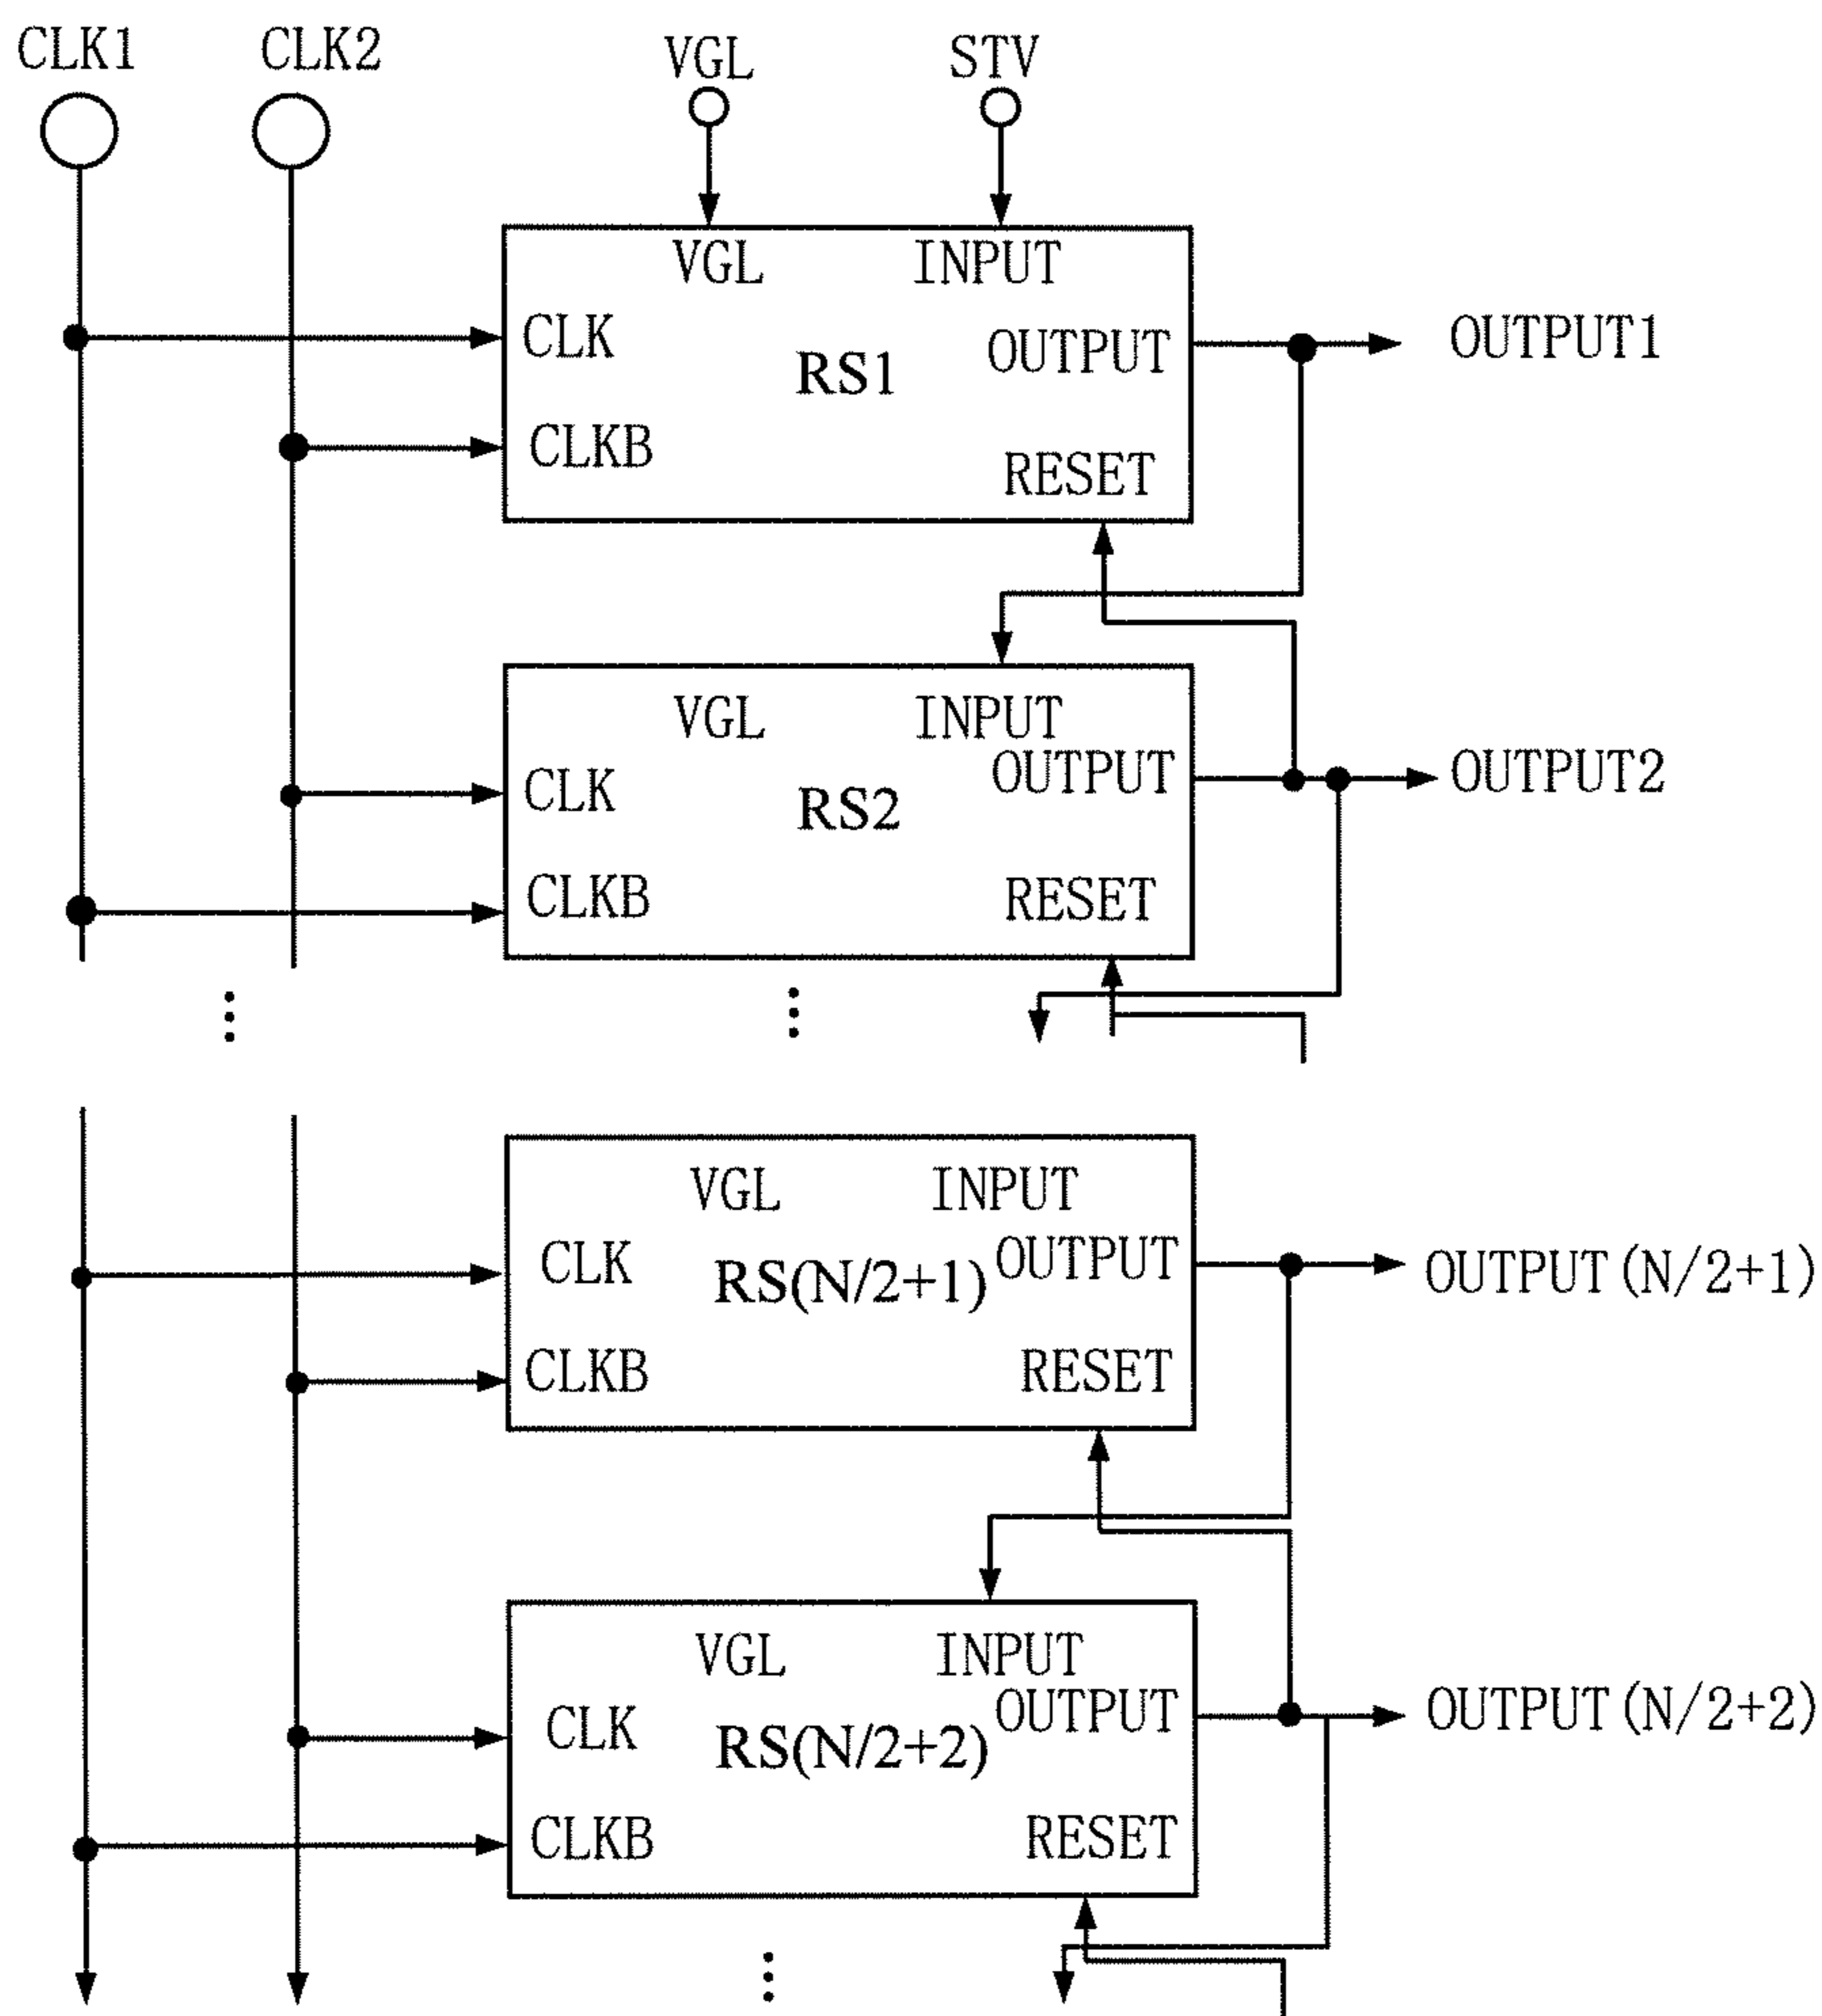 CLK1 CLK2 VGL STV
VGL INPUT
CLK OUTPUT OUTPUT1
RS1
CLKB RESET
VGL INPUT
CLK OUTPUT OUTPUT2
RS2
CLKB RESET
VGL INPUT
CLK RS(N/2+1) OUTPUT OUTPUT(N/2+1)
CLKB RESET
VGL INPUT
CLK RS(N/2+2) OUTPUT OUTPUT(N/2+2)
CLKB RESET